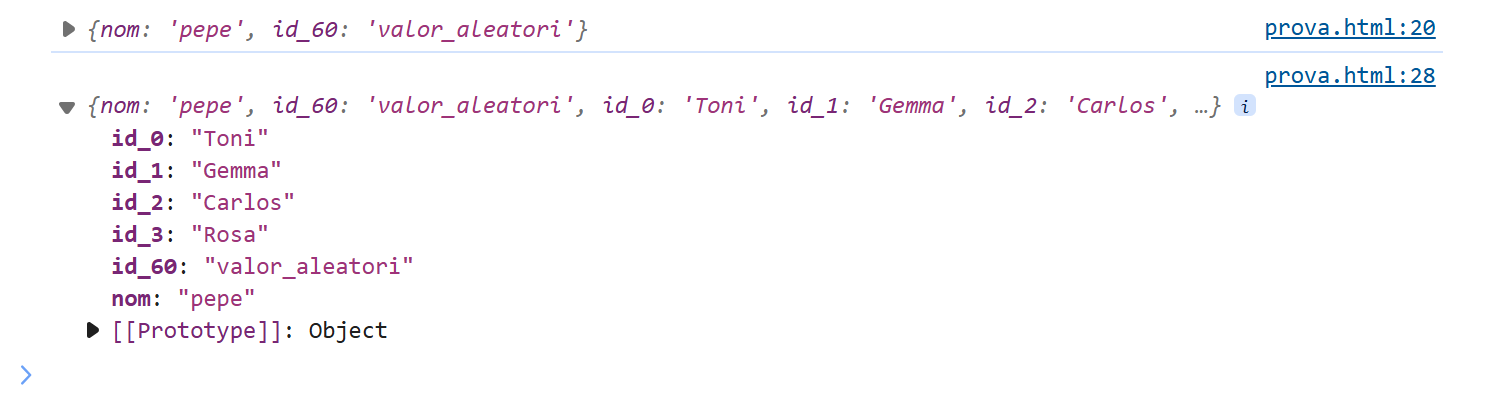 {nom: 'pepe', id_60: 'valor_aleatori'} prova.html:20
prova.html:28
{nom: 'pepe', id_60: 'valor_aleatori', id_0: 'Toni', id_1: 'Gemma', id_2: 'Carlos', …} i
id_0: "Toni"
id_1: "Gemma"
id_2: "Carlos"
id_3: "Rosa"
id_60: "valor_aleatori"
nom: "pepe"
[[Prototype]]: Object